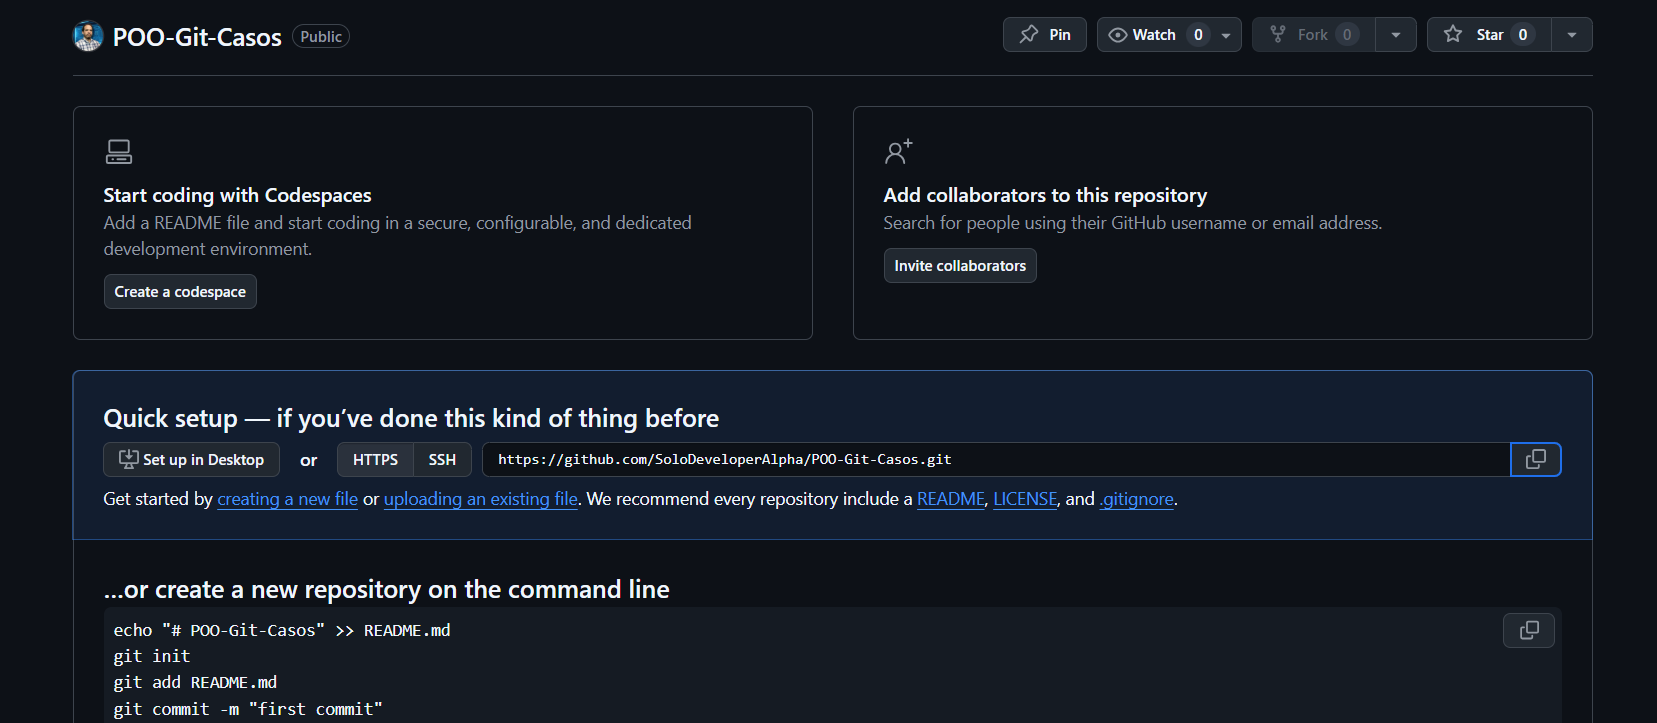 POO-Git-Casos Public
Pin
Watch 0
Fork 0
Star 0
Start coding with Codespaces
Add a README file and start coding in a secure, configurable, and dedicated
development environment.
Create a codespace
Add collaborators to this repository
Search for people using their GitHub username or email address.
Invite collaborators
Quick setup — if you’ve done this kind of thing before
Set up in Desktop or HTTPS SSH https://github.com/SoloDeveloperAlpha/POO-Git-Casos.git
Get started by creating a new file or uploading an existing file. We recommend every repository include a README, LICENSE, and .gitignore.
...or create a new repository on the command line
echo "# POO-Git-Casos" >> README.md
git init
git add README.md
git commit -m "first commit"